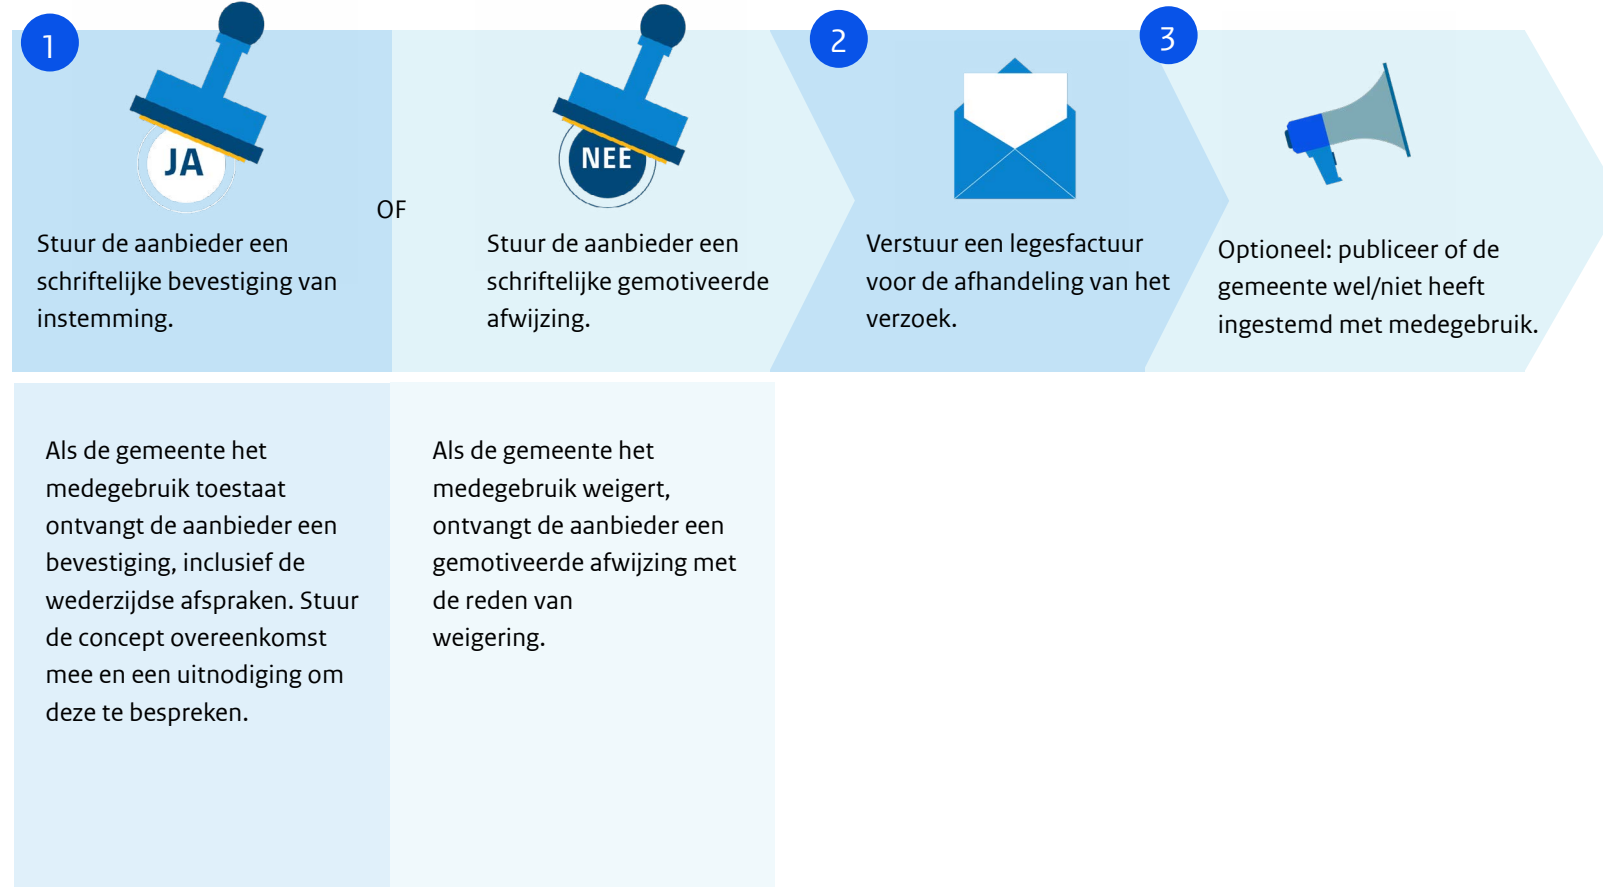 1
JA
Stuur de aanbieder een
schriftelijke bevestiging van
instemming.
OF
NEE
Stuur de aanbieder een
schriftelijke gemotiveerde
afwijzing.
2
Verstuur een legesfactuur
voor de afhandeling van het
verzoek.
3
Optioneel: publiceer of de
gemeente wel/niet heeft
ingestemd met medegebruik.
Als de gemeente het
medegebruik toestaat
ontvangt de aanbieder een
bevestiging, inclusief de
wederzijdse afspraken. Stuur
de concept overeenkomst
mee en een uitnodiging om
deze te bespreken.
Als de gemeente het
medegebruik weigert,
ontvangt de aanbieder een
gemotiveerde afwijzing met
de reden van
weigering.